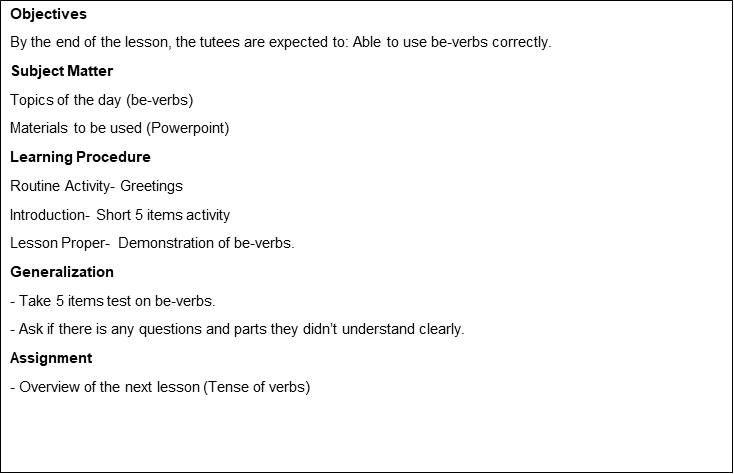 Objectives
By the end of the lesson, the tutees are expected to: Able to use be-verbs correctly.
Subject Matter
Topics of the day (be-verbs)
Materials to be used (Powerpoint)
Learning Procedure
Routine Activity- Greetings
Introduction- Short 5 items activity
Lesson Proper- Demonstration of be-verbs.
Generalization
- Take 5 items test on be-verbs.
- Ask if there is any questions and parts they didn’t understand clearly.
Assignment
- Overview of the next lesson (Tense of verbs)